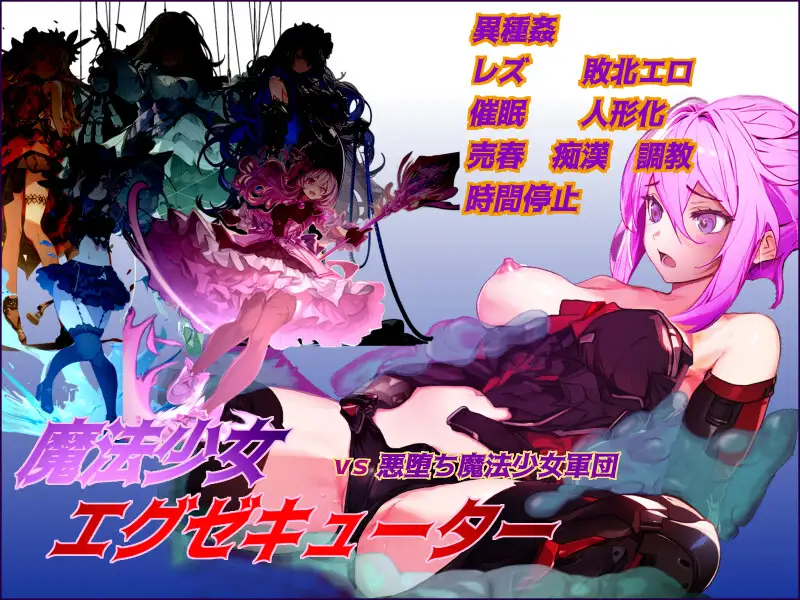 異種姦
レズ 敗北エロ
催眠 人形化
売春 痴漢 調教
時間停止
魔法少女
vs 悪堕ち魔法少女軍団
エグゼキューター